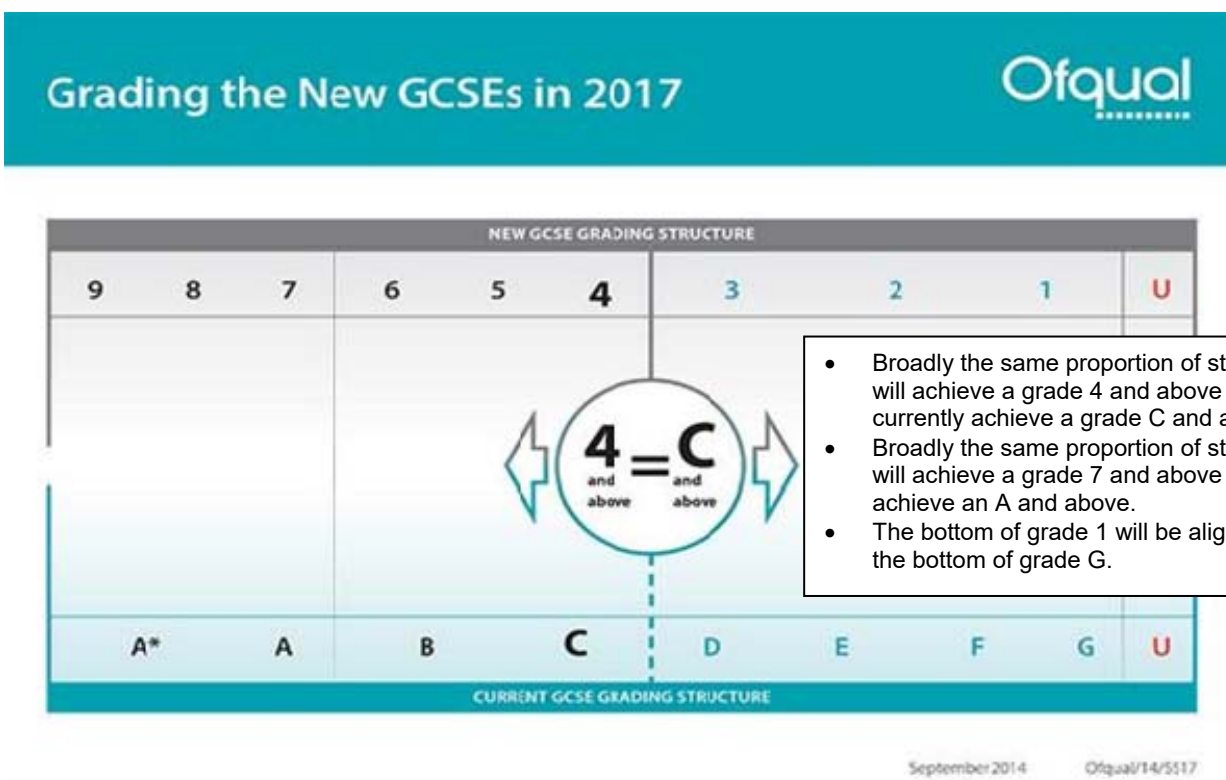 Grading the New GCSEs in 2017
Ofqual
NEW GCSE GRADING STRUCTURE
9 8 7 6 5 4 3 2 1 U
• Broadly the same proportion of
will achieve a grade 4 and above
currently achieve a grade C and
• Broadly the same proportion of
will achieve a grade 7 and above
achieve an A and above.
• The bottom of grade 1 will be
the bottom of grade G.
4 = C
and and
above above
A* A B C D E F G U
CURRENT GCSE GRADING STRUCTURE
September 2014 Ofqual/14/5517